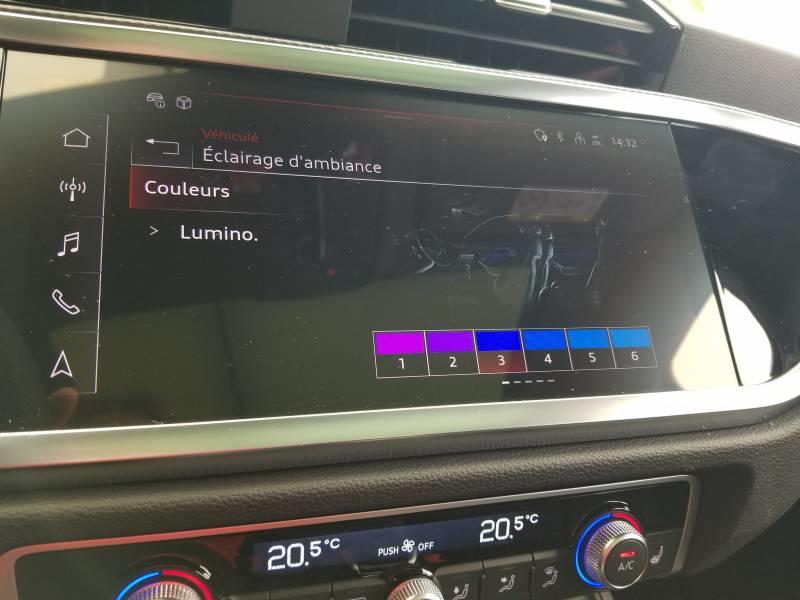 Véhicule
14:32
Éclairage d'ambiance
Couleurs
> Lumino.
1 2 3 4 5 6
20.5°C PUSH OFF 20.5°C
A/C